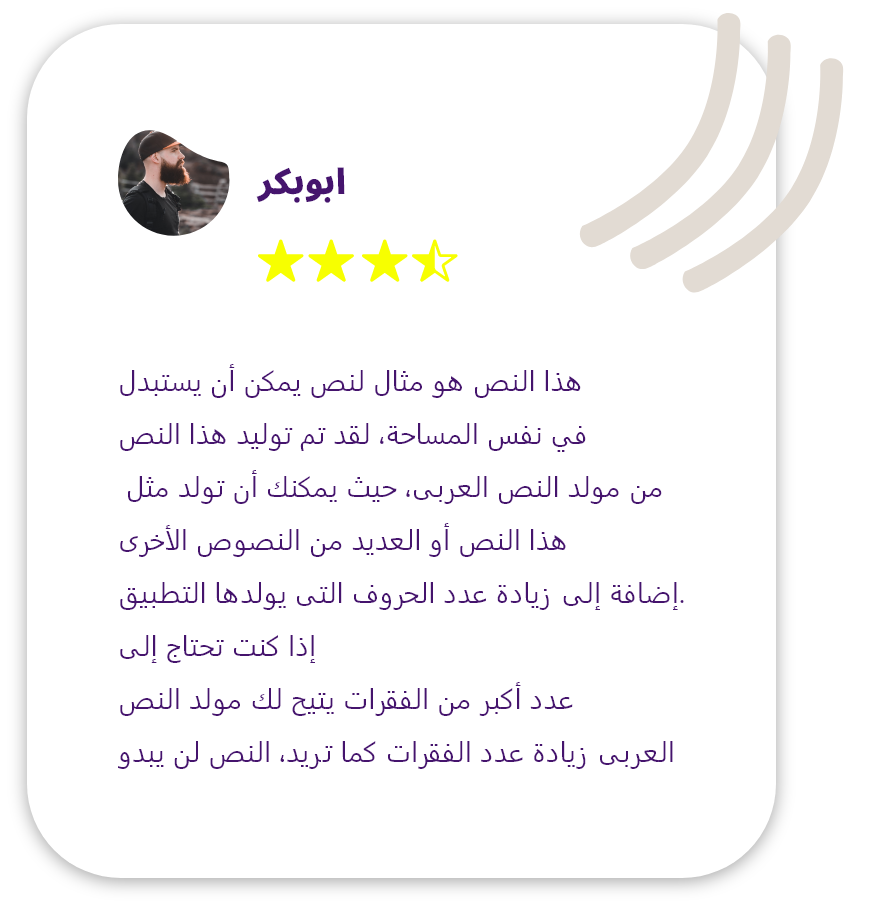 ابوبكر
هذا النص هو مثال لنص يمكن أن يستبدل
في نفس المساحة، لقد تم توليد هذا النص
من مولد النص العربى، حيث يمكنك أن تولد مثل
هذا النص أو العديد من النصوص الأخرى
إضافة إلى زيادة عدد الحروف التى يولدها التطبيق.
إذا كنت تحتاج إلى
عدد أكبر من الفقرات يتيح لك مولد النص
العربى زيادة عدد الفقرات كما تريد، النص لن يبدو